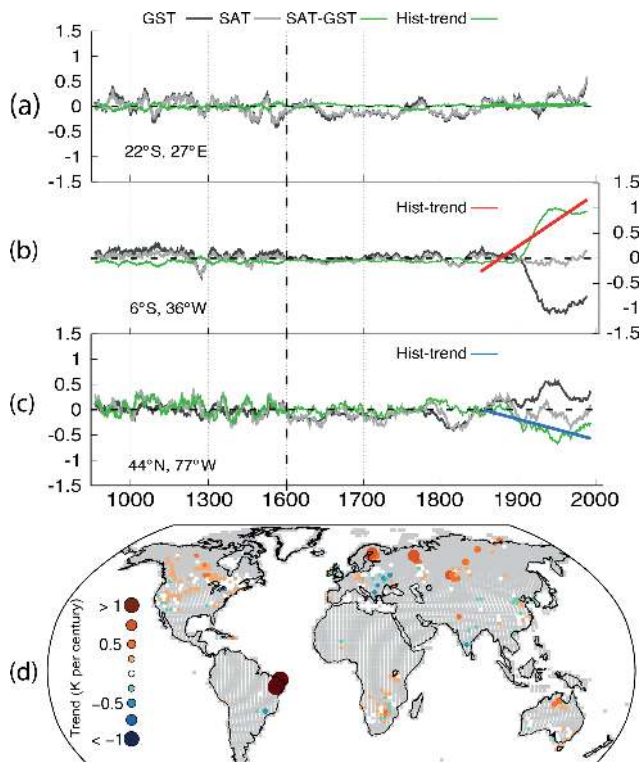 GST SAT SAT-GST Hist-trend
1.5
1
0.5
(a) 0
-0.5
-1
22°S, 27°E
-1.5
Hist-trend
1.5
1
0.5
(b) 0
-0.5
-1
6°S, 36°W
-1.5
1.5
Hist-trend
1
0.5
(c) 0
-0.5
-1
44°N, 77°W
-1.5
1000 1300 1600 1700 1800 1900 2000
(d)
Trend (K per century)
> 1
0.5
0
−0.5
< −1